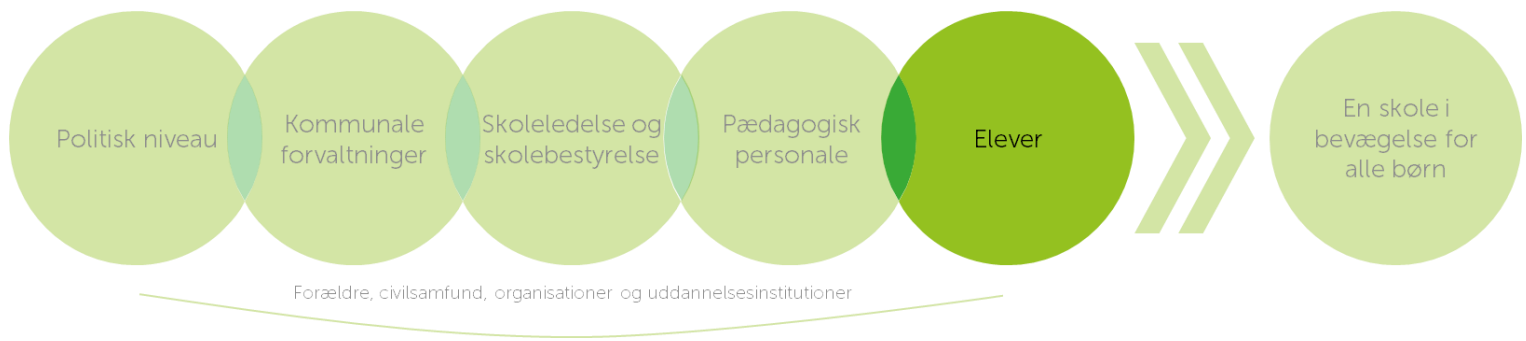 Politisk niveau
Kommunale
forvaltninger
Skoleledelse og
skolebestyrelse
Pædagogisk
personale
Elever
En skole i
bevægelse for
alle børn
Forældre, civilsamfund, organisationer og uddannelsesinstitutioner